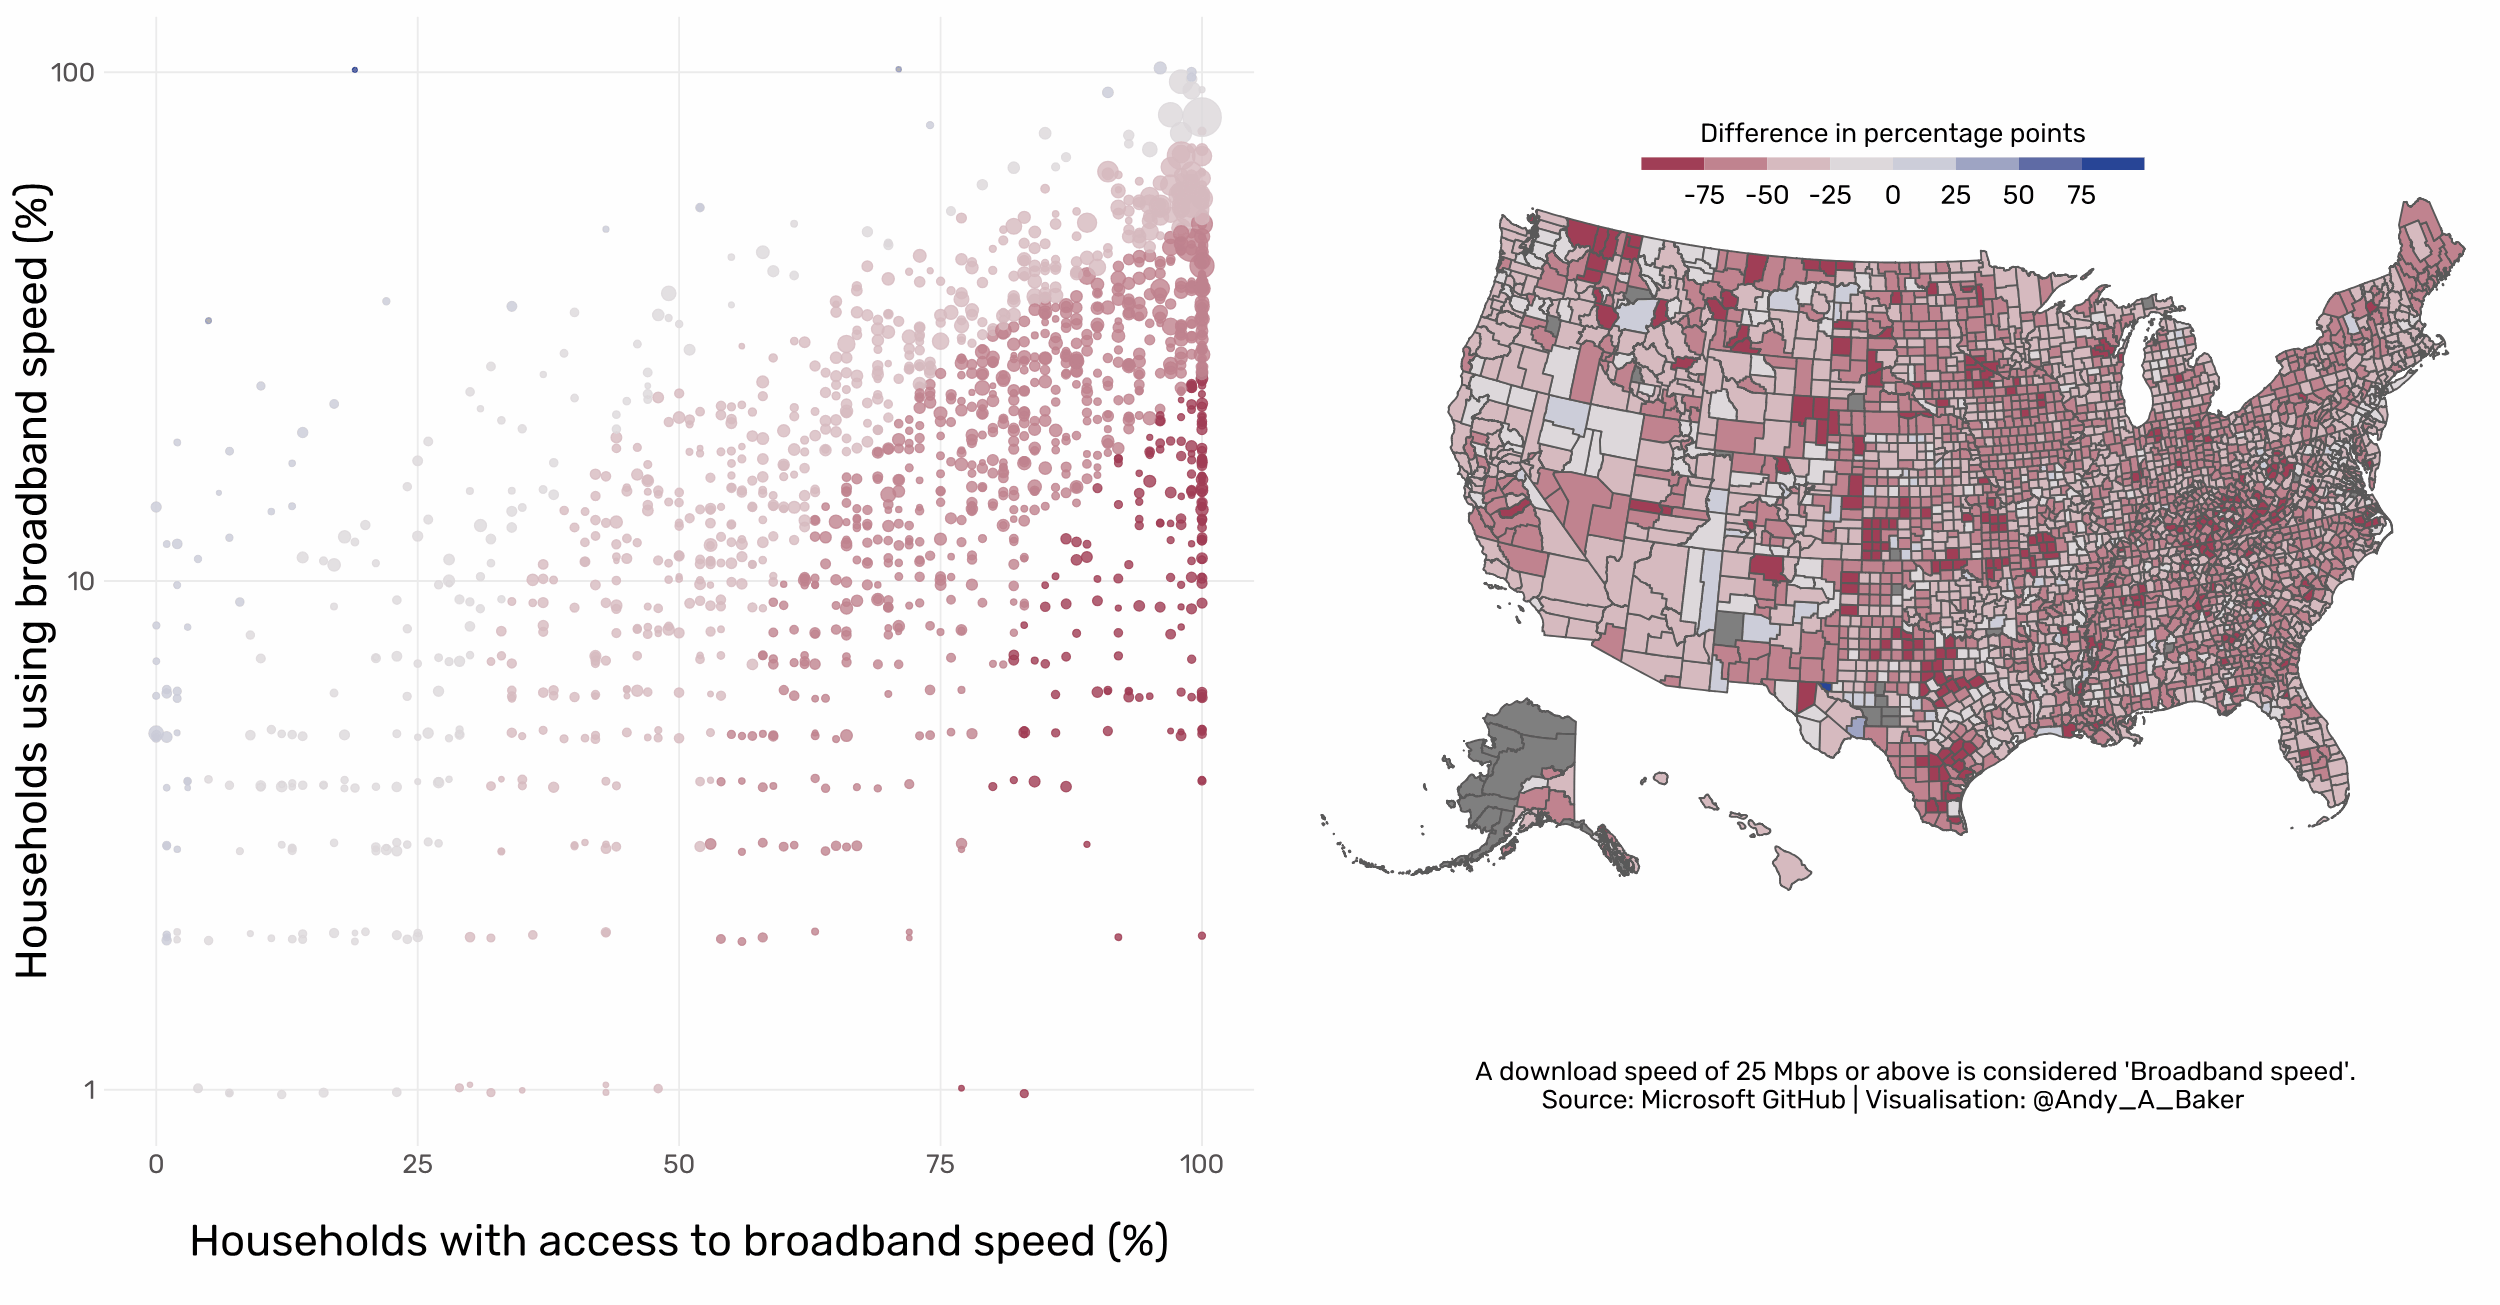 Households using broadband speed (%)
100
10
1
0 25 50 75 100
Households with access to broadband speed (%)
Difference in percentage points
-75 -50 -25 0 25 50 75
A download speed of 25 Mbps or above is considered 'Broadband speed'.
Source: Microsoft GitHub | Visualisation: @Andy_A_Baker